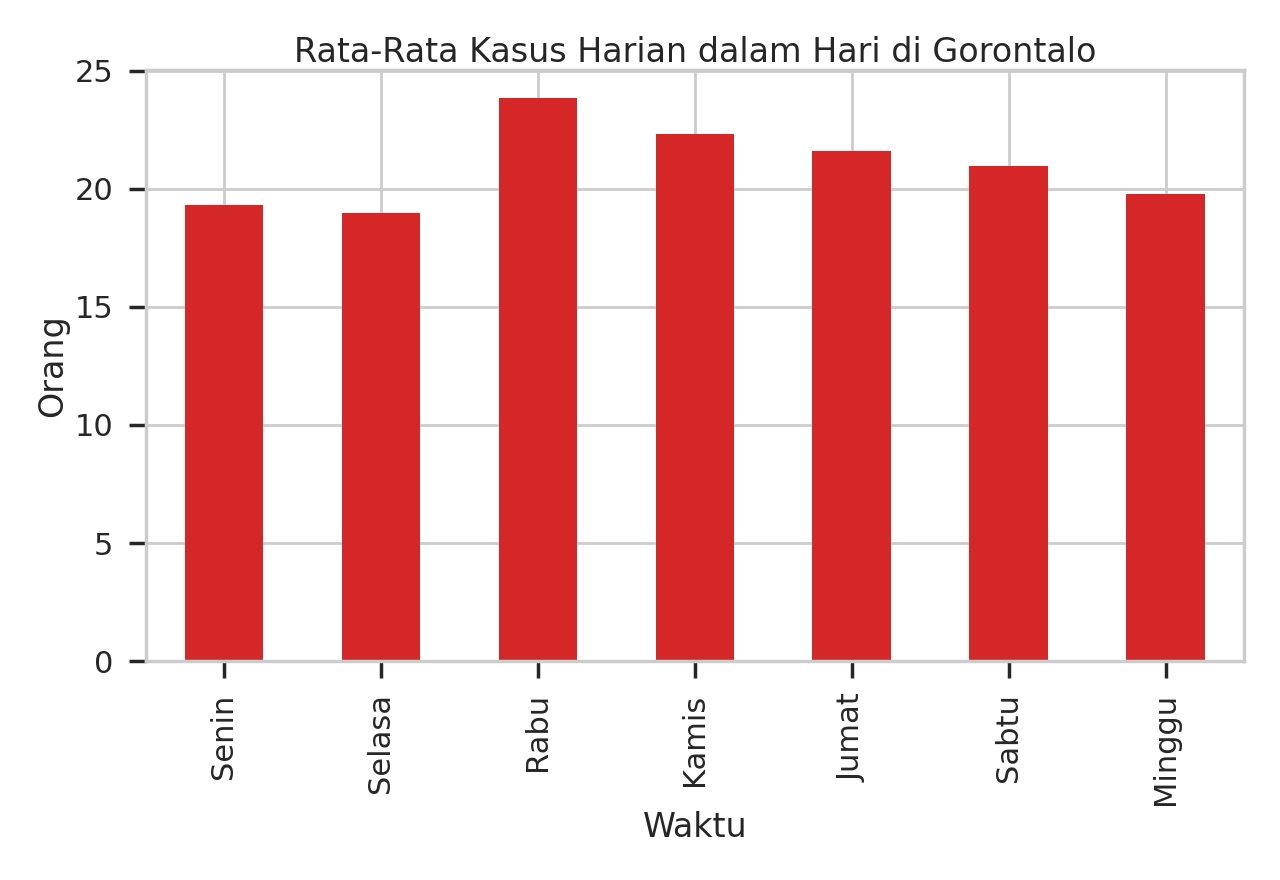 Rata-Rata Kasus Harian dalam Hari di Gorontalo
25
20
15
10
5
0
Orang
Senin
Selasa
Rabu
Kamis
Jumat
Sabtu
Minggu
Waktu